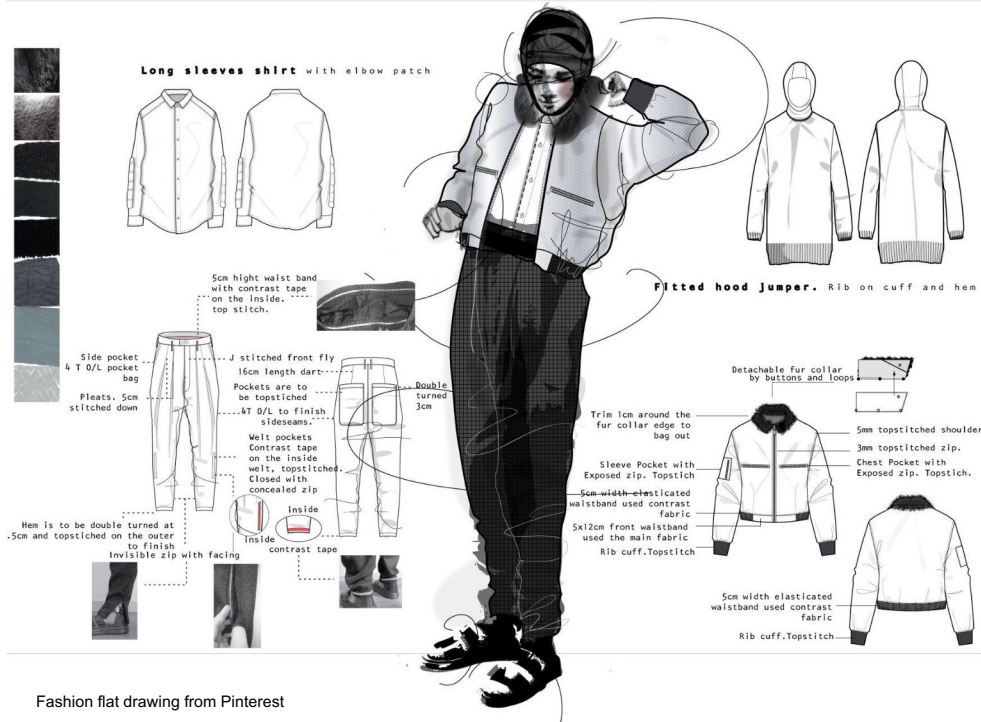 Long sleeves shirt with elbow patch
Fitted hood jumper. Rib on cuff and hem
5cm hight waist band
with contrast tape
on the inside.
top stitch.
Side pocket
4 T O/L pocket
bag
Pleats. 5cm
stitched down
J stitched front fly
16cm length dart
Pockets are to
be topstiched
4T O/L to finish
sideseams.
Welt pockets
Contrast tape
on the inside
welt, topstitched.
Closed with
concealed zip
Double
turned
3cm
inside
inside
contrast tape
Hem is to be double turned at
.5cm and topstiched on the outer
to finish
Invisible zip with facing
Detachable fur collar
by buttons and loops
Trim 1cm around the
fur collar edge to
bag out
Sleeve Pocket with
Exposed zip. Topstich.
5cm width elasticated
waistband used contrast
fabric
5x12cm front waistband
used the main fabric
Rib cuff.Topstitch
5mm topstitched shoulder
3mm topstitched zip.
Chest Pocket with
Exposed zip. Topstich.
5cm width elasticated
waistband used contrast
fabric
Rib cuff.Topstitch
Fashion flat drawing from Pinterest